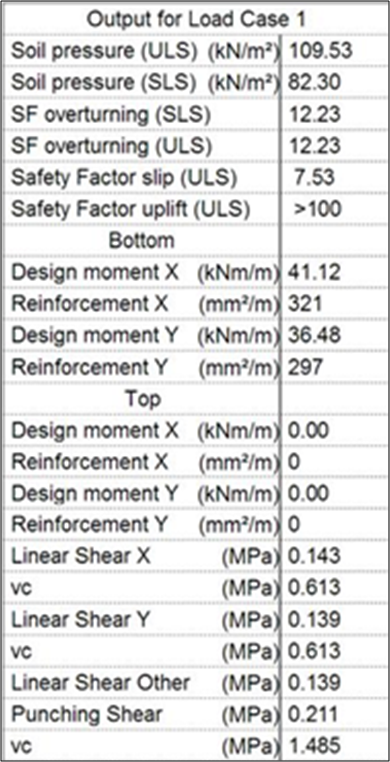 Output for Load Case 1
Soil pressure (ULS) (kN/m²) 109.53
Soil pressure (SLS) (kN/m²) 82.30
SF overturning (SLS) 12.23
SF overturning (ULS) 12.23
Safety Factor slip (ULS) 7.53
Safety Factor uplift (ULS) >100
Bottom
Design moment X (kNm/m) 41.12
Reinforcement X (mm²/m) 321
Design moment Y (kNm/m) 36.48
Reinforcement Y (mm²/m) 297
Top
Design moment X (kNm/m) 0.00
Reinforcement X (mm²/m) 0
Design moment Y (kNm/m) 0.00
Reinforcement Y (mm²/m) 0
Linear Shear X (MPa) 0.143
vc (MPa) 0.613
Linear Shear Y (MPa) 0.139
vc (MPa) 0.613
Linear Shear Other (MPa) 0.139
Punching Shear (MPa) 0.211
vc (MPa) 1.485